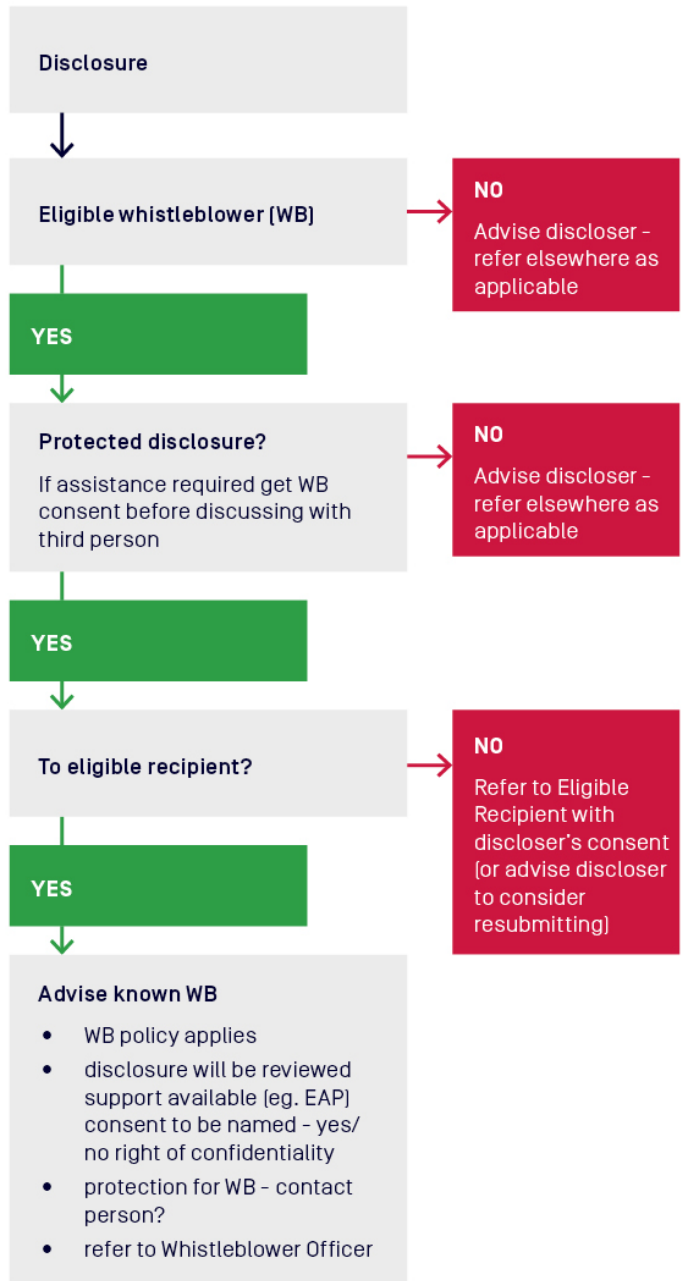 Disclosure
Eligible whistleblower (WB)
NO
Advise discloser -
refer elsewhere as
applicable
YES
Protected disclosure?
If assistance required get WB
consent before discussing with
third person
NO
Advise discloser -
refer elsewhere as
applicable
YES
To eligible recipient?
NO
Refer to Eligible
Recipient with
discloser's consent
(or advise discloser
to consider
resubmitting)
YES
Advise known WB
• WB policy applies
• disclosure will be reviewed
support available (eg. EAP)
consent to be named - yes/
no right of confidentiality
• protection for WB - contact
person?
• refer to Whistleblower Officer